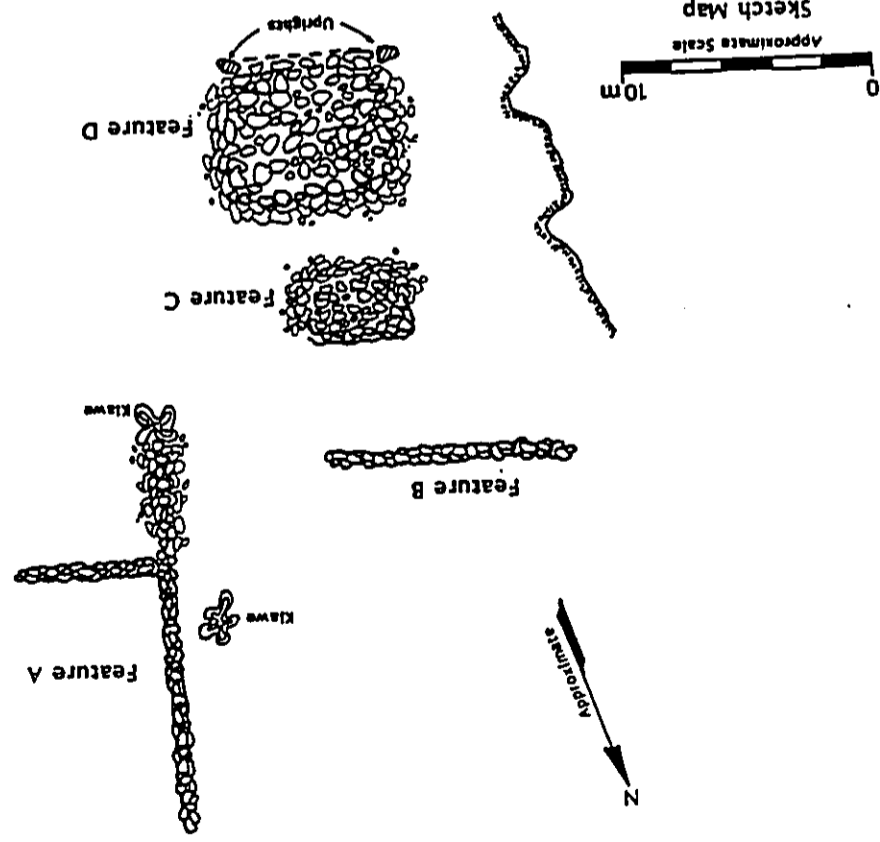 N
Approximate
Feature A
Kiawe
Feature B
Kiawe
Feature C
Feature D
0 10m
Approximate Scale
Uprights
Sketch Map